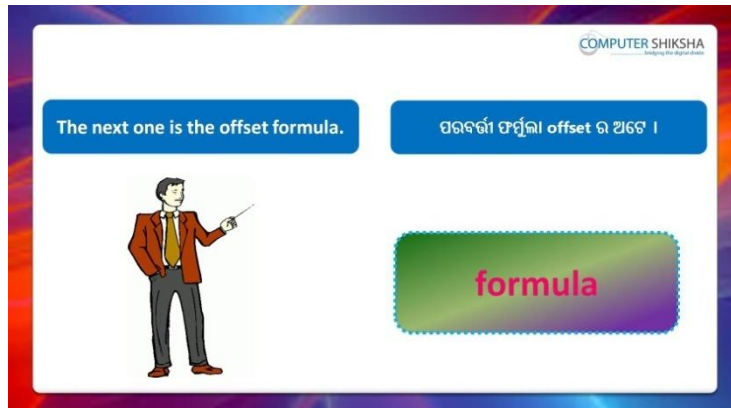 COMPUTER SHIKSHA
bridging the digital divide
The next one is the offset formula.
ପରବର୍ତ୍ତୀ ଫର୍ମୁଲା offset ର ଅଟେ ।
formula